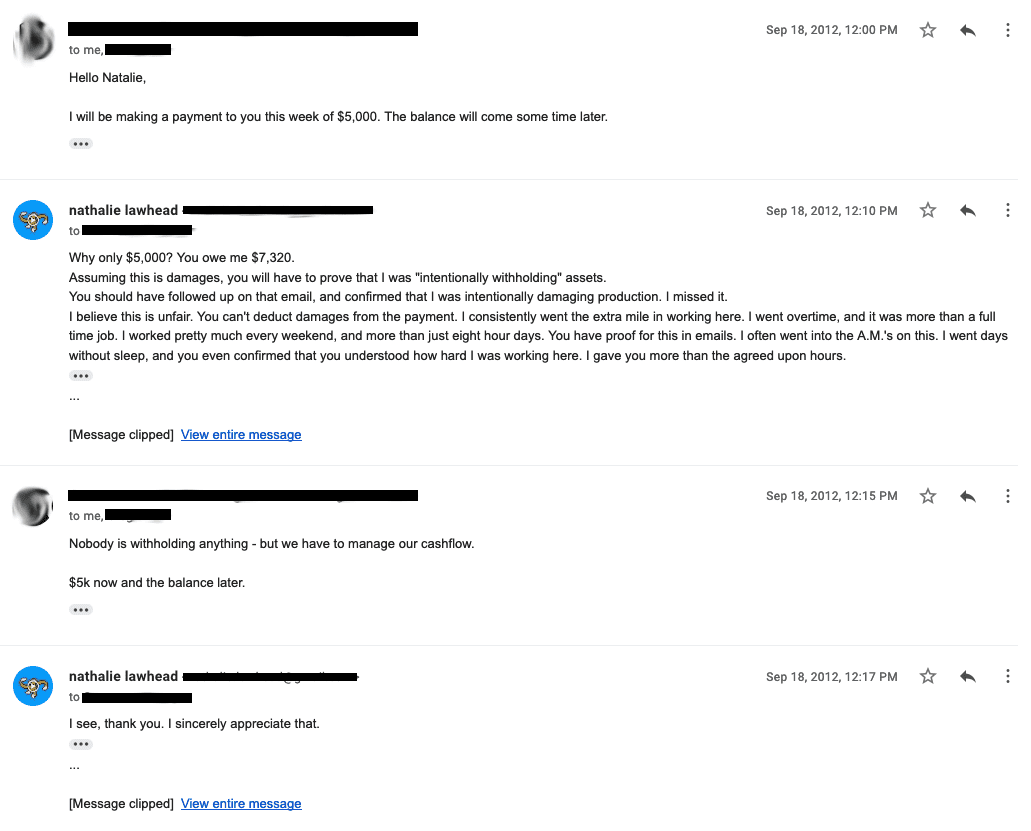 Sep 18, 2012, 12:00 PM
to me,
Hello Natalie,
I will be making a payment to you this week of $5,000. The balance will come some time later.
nathalie lawhead
Sep 18, 2012, 12:10 PM
to
Why only $5,000? You owe me $7,320.
Assuming this is damages, you will have to prove that I was "intentionally withholding" assets.
You should have followed up on that email, and confirmed that I was intentionally damaging production. I missed it.
I believe this is unfair. You can't deduct damages from the payment. I consistently went the extra mile in working here. I went overtime, and it was more than a full
time job. I worked pretty much every weekend, and more than just eight hour days. You have proof for this in emails. I often went into the A.M.'s on this. I went days
without sleep, and you even confirmed that you understood how hard I was working here. I gave you more than the agreed upon hours.
...
[Message clipped] View entire message
Sep 18, 2012, 12:15 PM
to me,
Nobody is withholding anything - but we have to manage our cashflow.
$5k now and the balance later.
nathalie lawhead
Sep 18, 2012, 12:17 PM
to
I see, thank you. I sincerely appreciate that.
...
[Message clipped] View entire message